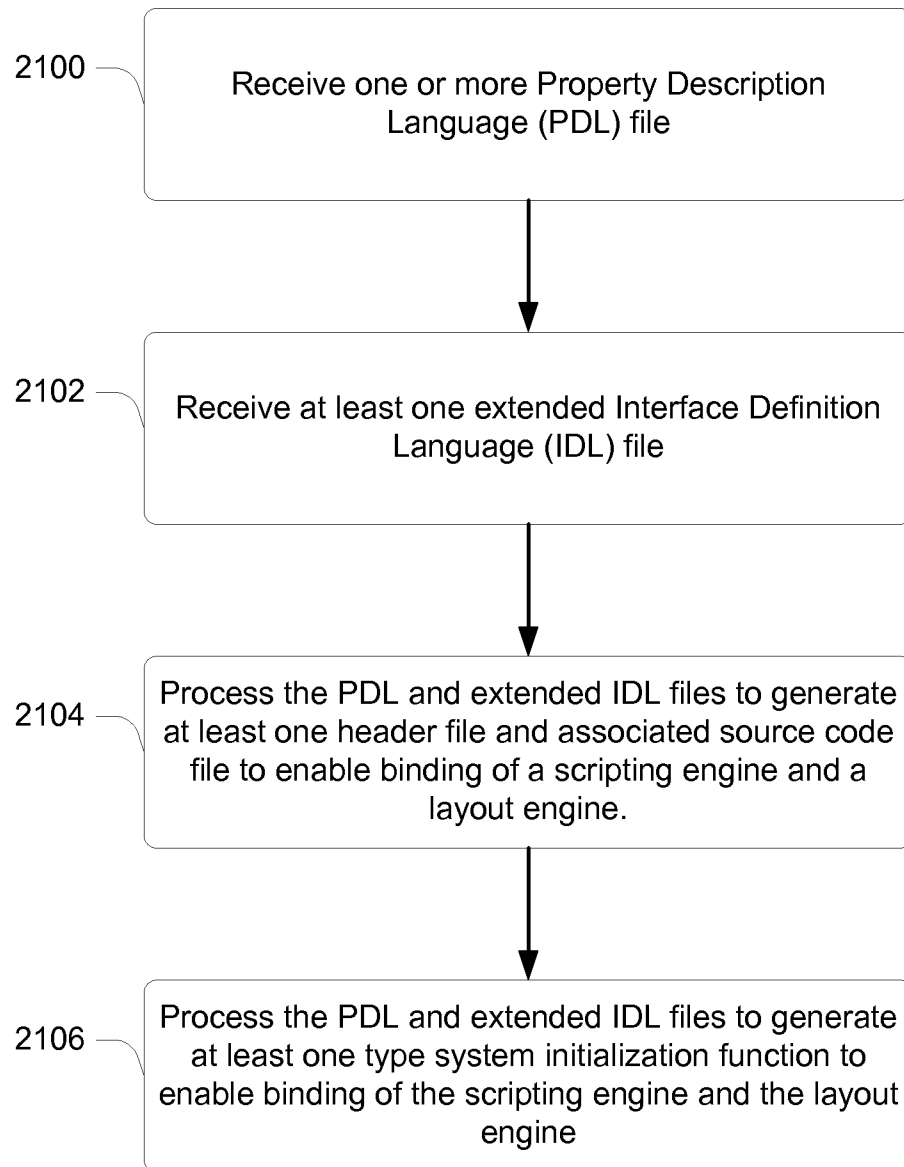 2100
Receive one or more Property Description
Language (PDL) file
2102
Receive at least one extended Interface Definition
Language (IDL) file
2104
Process the PDL and extended IDL files to generate
at least one header file and associated source code
file to enable binding of a scripting engine and a
layout engine.
2106
Process the PDL and extended IDL files to generate
at least one type system initialization function to
enable binding of the scripting engine and the layout
engine